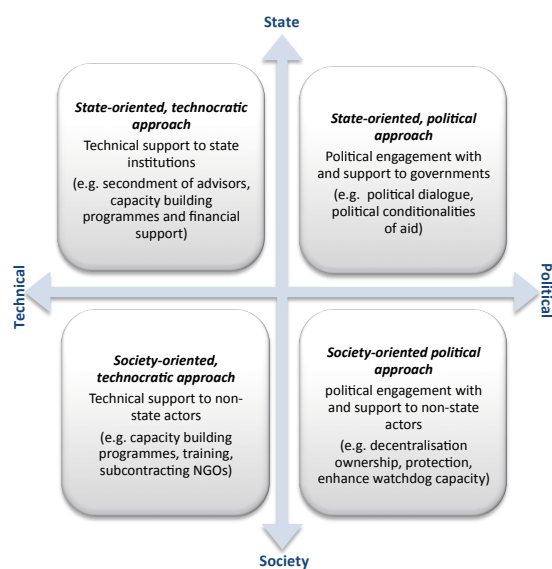 State
State-oriented, technocratic
approach
Technical support to state
institutions
(e.g. secondment of advisors,
capacity building
programmes and financial
support)
State-oriented, political
approach
Political engagement with
and support to governments
(e.g. political dialogue,
political conditionalities
of aid)
Technical
Political
Society-oriented,
technocratic approach
Technical support to non-
state actors
(e.g. capacity building
programmes, training,
subcontracting NGOs)
Society-oriented political
approach
political engagement with
and support to non-state
actors
(e.g. decentralisation
ownership, protection,
enhance watchdog capacity)
Society